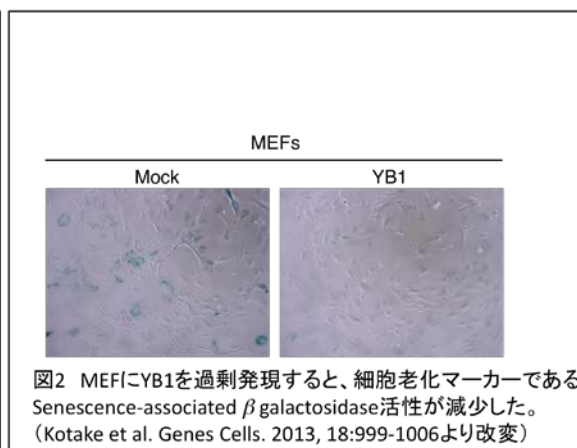 MEFs
Mock YB1
図2 MEFにYB1を過剰発現すると、細胞老化マーカーである
Senescence-associated β galactosidase活性が減少した。
(Kotake et al. Genes Cells. 2013, 18:999-1006より改変)